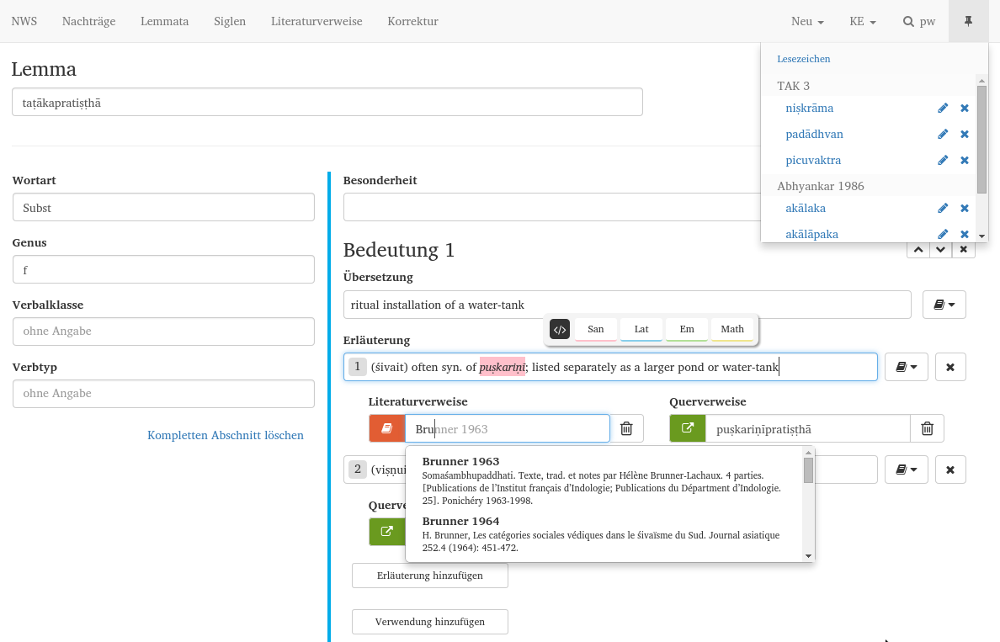 NWS Nachträge Lemmata Siglen Literaturverweise Korrektur Neu KE pw
Lesezeichen
TAK 3
niṣkrāma
padādhvan
picuvaktra
Abhyankar 1986
akālaka
akālāpaka
Lemma
taṭākapratiṣṭhā
Wortart
Subst
Genus
f
Verbalklasse
ohne Angabe
Verbtyp
ohne Angabe
Kompletten Abschnitt löschen
Besonderheit
Bedeutung 1
Übersetzung
ritual installation of a water-tank
</> San Lat Em Math
Erläuterung
1 (śivait) often syn. of puṣkariṇī; listed separately as a larger pond or water-tank
Literaturverweise Querverweise
Brunner 1963 puṣkariṇīpratiṣṭhā
Brunner 1963
Somaśambhupaddhati. Texte, trad. et notes par Hélène Brunner-Lachaux. 4 parties.
[Publications de l'Institut français d'Indologie; Publications du Départment d'Indologie.
25]. Ponichéry 1963-1998.
Brunner 1964
H. Brunner, Les catégories sociales védiques dans le śivaïsme du Sud. Journal asiatique
252.4 (1964): 451-472.
2 (viṣṇui
Querve
Erläuterung hinzufügen
Verwendung hinzufügen